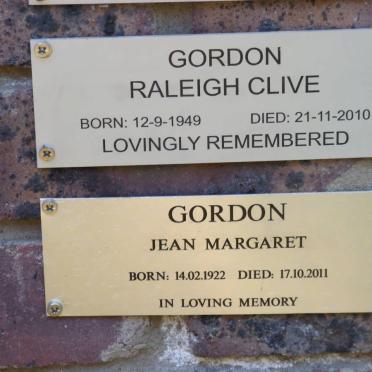 GORDON
RALEIGH CLIVE
BORN: 12-9-1949 DIED: 21-11-2010
LOVINGLY REMEMBERED
GORDON
JEAN MARGARET
BORN: 14.02.1922 DIED: 17.10.2011
IN LOVING MEMORY